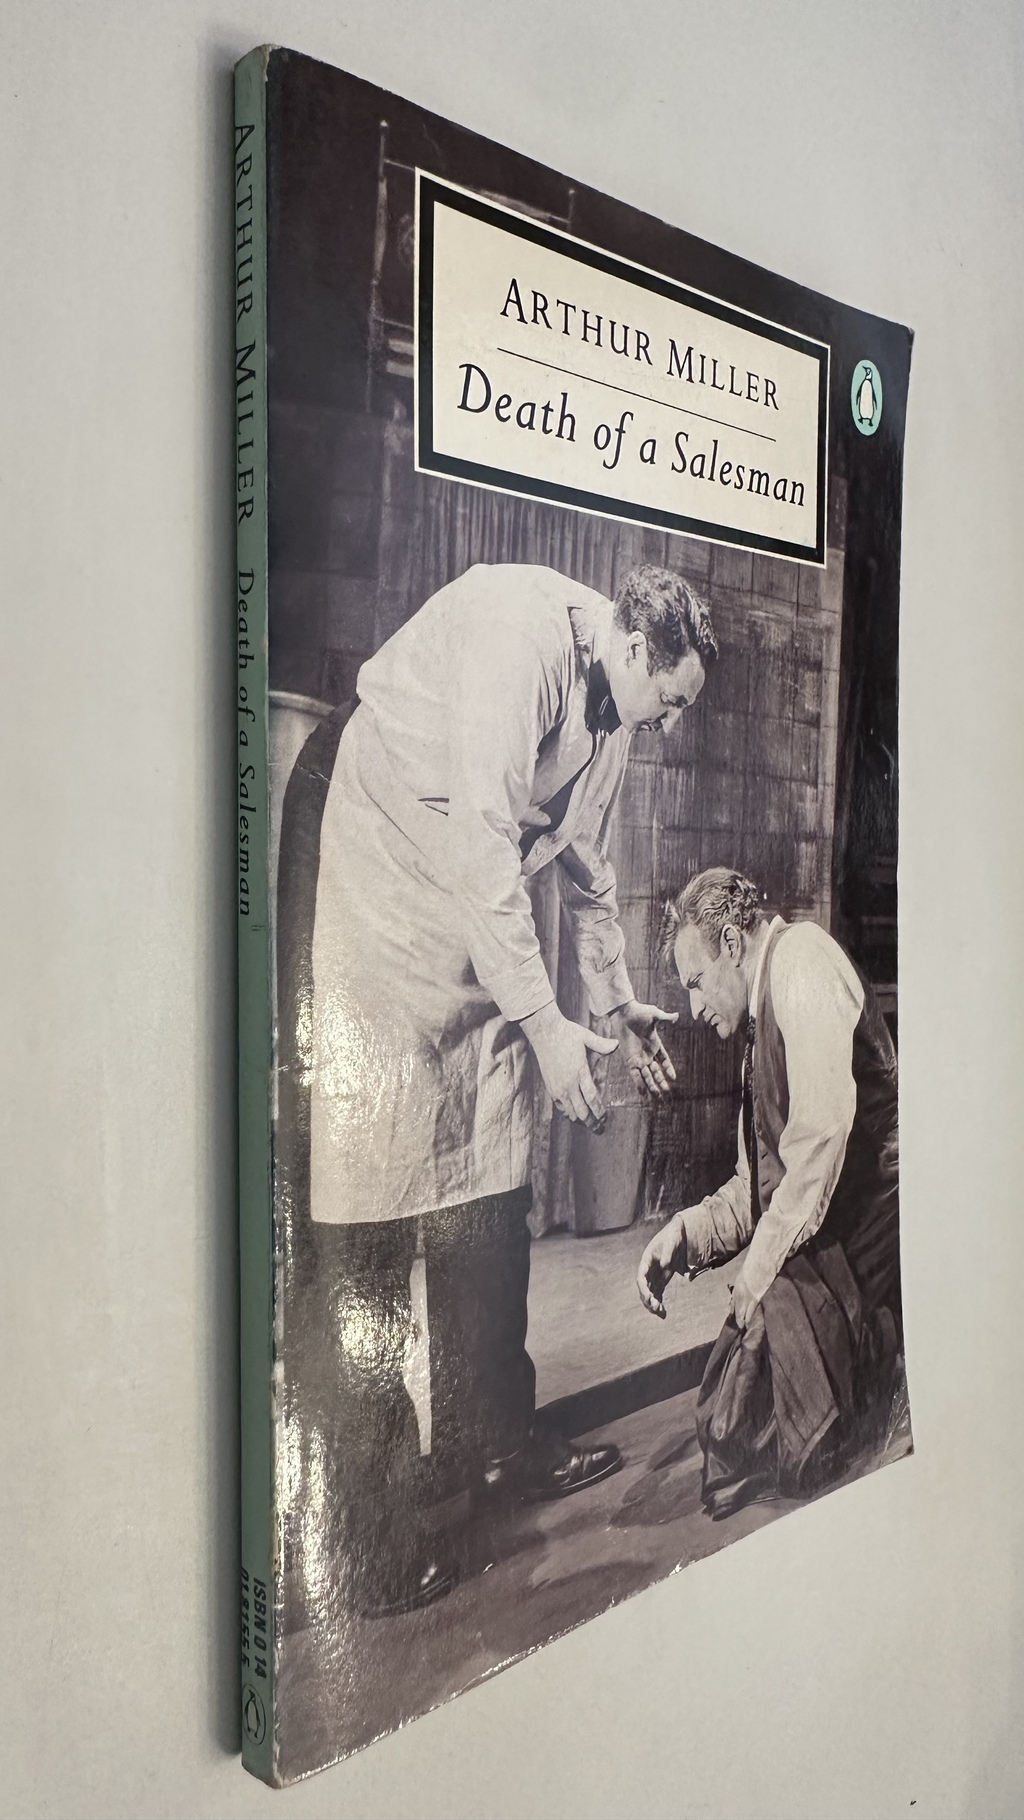 ARTHUR MILLER
Death of a Salesman
ARTHUR MILLER Death of a Salesman
ISBN 0 14